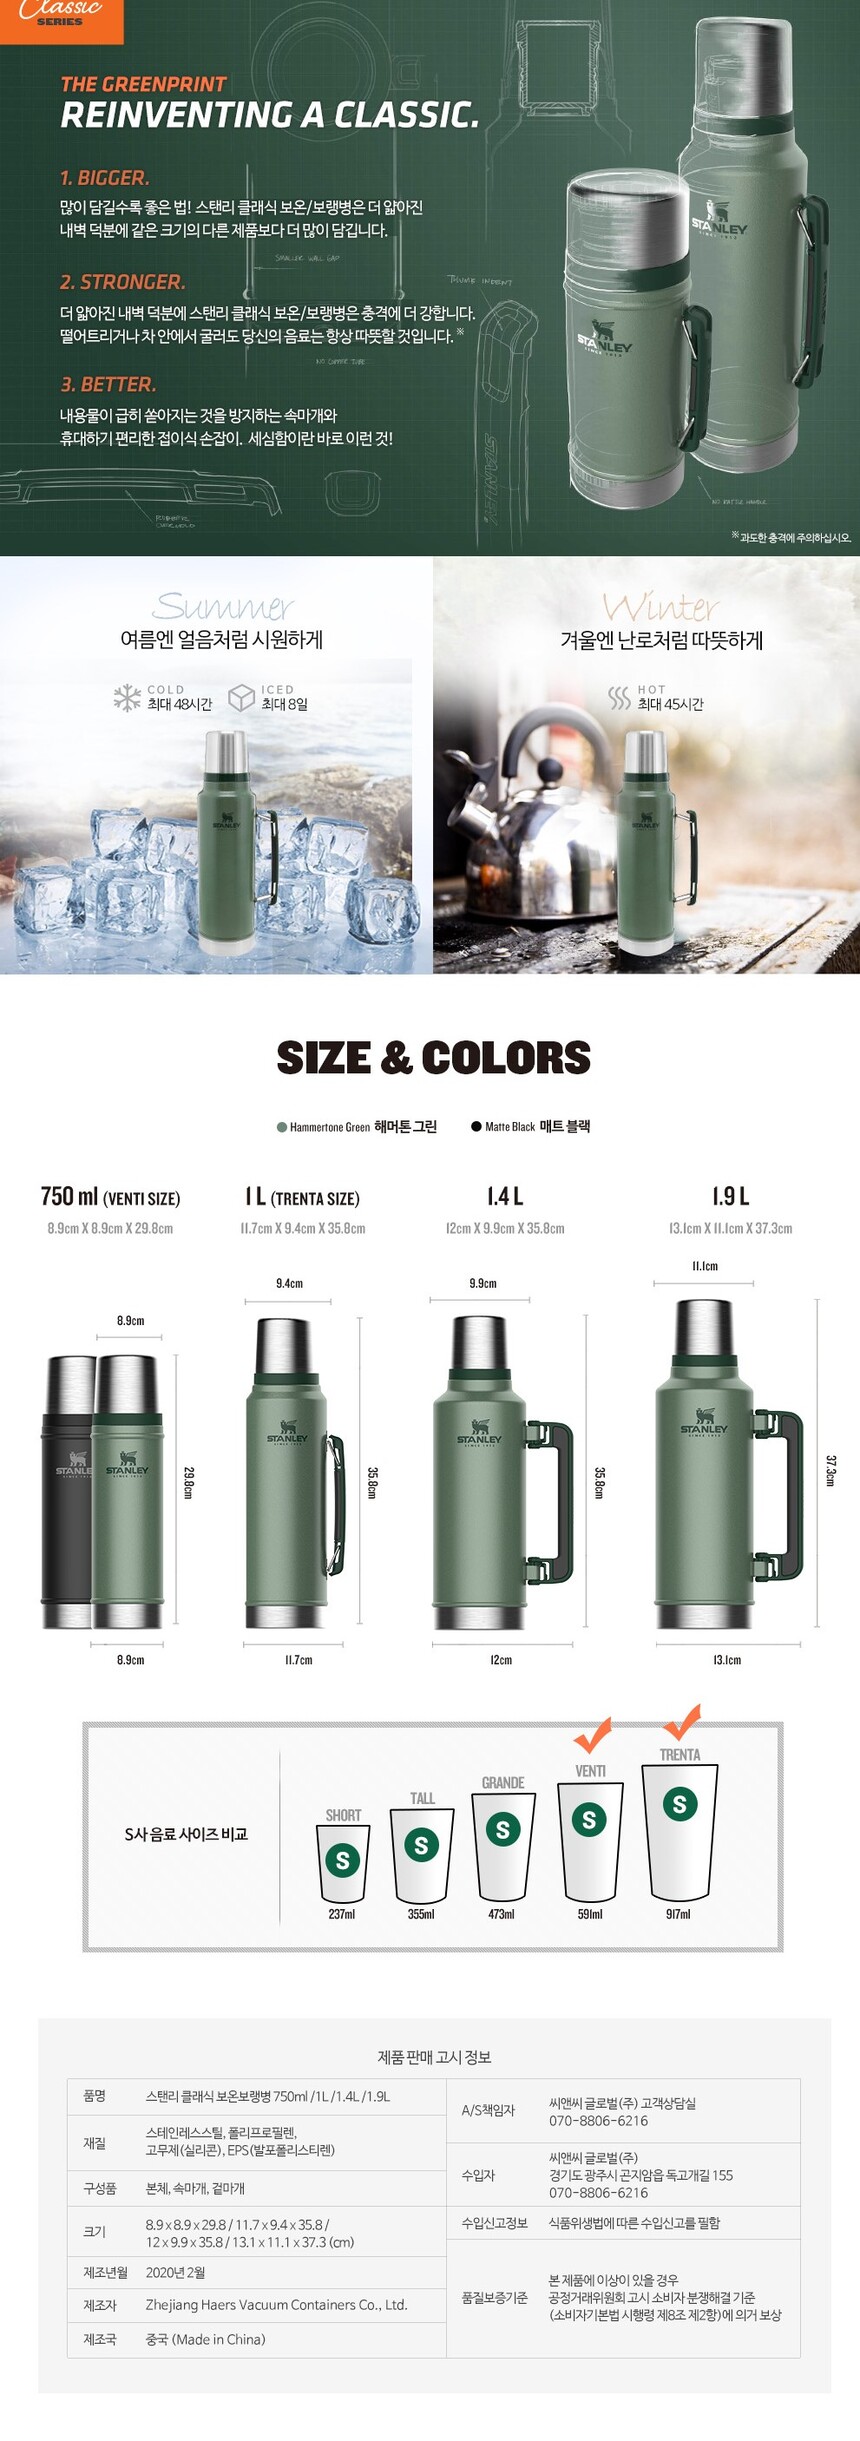 Classic
SERIES
THE GREENPRINT
REINVENTING A CLASSIC.
1. BIGGER.
많이 담길수록 좋은 법! 스탠리 클래식 보온/보랭병은 더 얇아진
내벽 덕분에 같은 크기의 다른 제품보다 더 많이 담깁니다.
SMALLER WALL GAP
THUMB INDENT
2. STRONGER.
더 얇아진 내벽 덕분에 스탠리 클래식 보온/보랭병은 충격에 더 강합니다.
떨어트리거나 차 안에서 굴러도 당신의 음료는 항상 따뜻할 것입니다. ※
NO COPPER TUBE
3. BETTER.
내용물이 급히 쏟아지는 것을 방지하는 속마개와
휴대하기 편리한 접이식 손잡이. 세심함이란 바로 이런 것!
STANLEY
SINCE 1913
STANLEY
SINCE 1913
STANLEY
※ 과도한 충격에 주의하십시오.
Summer
여름엔 얼음처럼 시원하게
COLD
최대 48시간
ICED
최대 8일
STANLEY
Winter
겨울엔 난로처럼 따뜻하게
HOT
최대 45시간
STANLEY
SIZE & COLORS
Hammertone Green 해머톤 그린
Matte Black 매트 블랙
750 ml (VENTI SIZE)
8.9cm X 8.9cm X 29.8cm
1 L (TRENTA SIZE)
11.7cm X 9.4cm X 35.8cm
1.4 L
12cm X 9.9cm X 35.8cm
1.9 L
13.1cm X 11.1cm X 37.3cm
8.9cm
9.4cm
9.9cm
11.1cm
STANLE
STANLEY
SINCE 1913
STANLEY
SINCE 1913
STANLEY
SINCE 1913
STANLEY
SINCE 1913
29.8cm
35.8cm
35.8cm
37.3cm
8.9cm
11.7cm
12cm
13.1cm
S사 음료 사이즈 비교
SHORT
S
237ml
TALL
S
355ml
GRANDE
S
473ml
VENTI
S
591ml
TRENTA
S
917ml
제품 판매 고시 정보
품명
스탠리 클래식 보온보랭병 750ml /1L /1.4L /1.9L
재질
스테인레스스틸, 폴리프로필렌,
고무제(실리콘), EPS(발포폴리스티렌)
구성품
본체, 속마개, 겉마개
크기
8.9 x 8.9 x 29.8 / 11.7 x 9.4 x 35.8 /
12 x 9.9 x 35.8 / 13.1 x 11.1 x 37.3 (cm)
제조년월
2020년 2월
제조자
Zhejiang Haers Vacuum Containers Co., Ltd.
제조국
중국 (Made in China)
A/S책임자
씨앤씨 글로벌(주) 고객상담실
070-8806-6216
수입자
씨앤씨 글로벌(주)
경기도 광주시 곤지암읍 독고개길 155
070-8806-6216
수입신고정보
식품위생법에 따른 수입신고를 필함
품질보증기준
본 제품에 이상이 있을 경우
공정거래위원회 고시 소비자 분쟁해결 기준
(소비자기본법 시행령 제8조 제2항)에 의거 보상